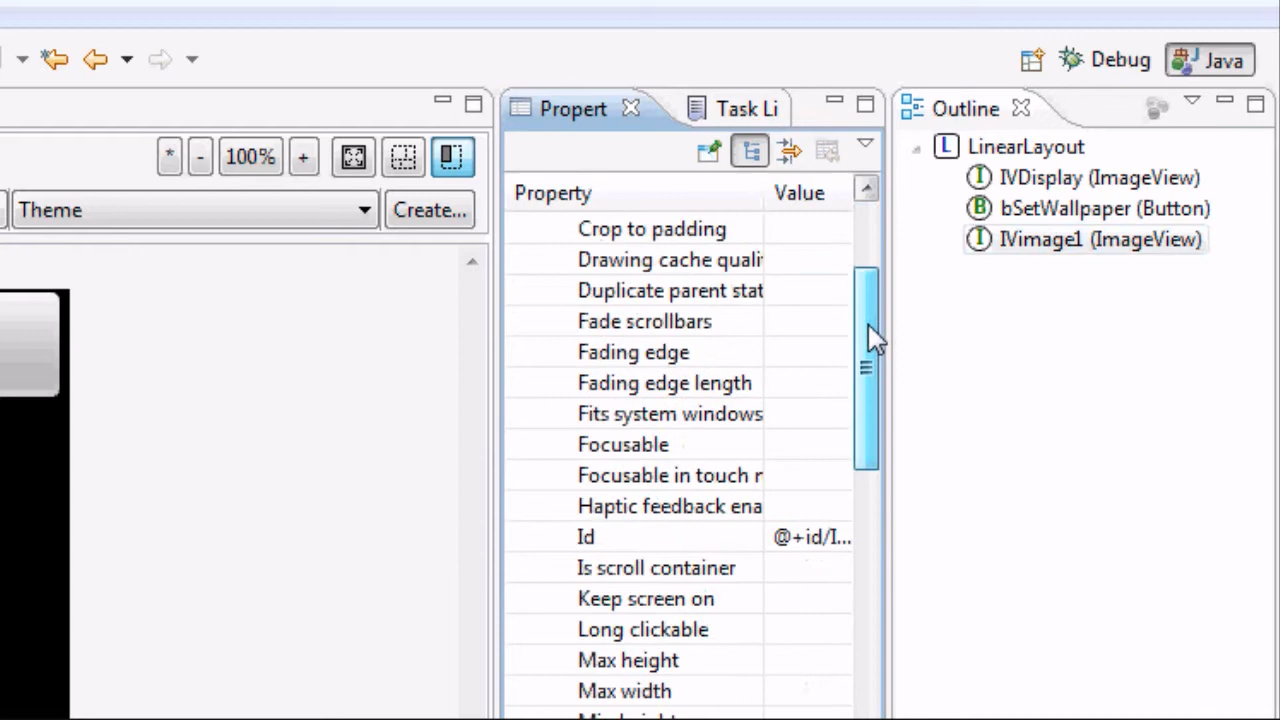 Debug
Java
Propert
Task Li
Outline
* - 100% +
Theme
Create...
Property
Value
Crop to padding
Drawing cache quali
Duplicate parent stat
Fade scrollbars
Fading edge
Fading edge length
Fits system windows
Focusable
Focusable in touch r
Haptic feedback ena
Id
@+id/I...
Is scroll container
Keep screen on
Long clickable
Max height
Max width
L LinearLayout
I IVDisplay (ImageView)
B bSetWallpaper (Button)
I IVimage1 (ImageView)